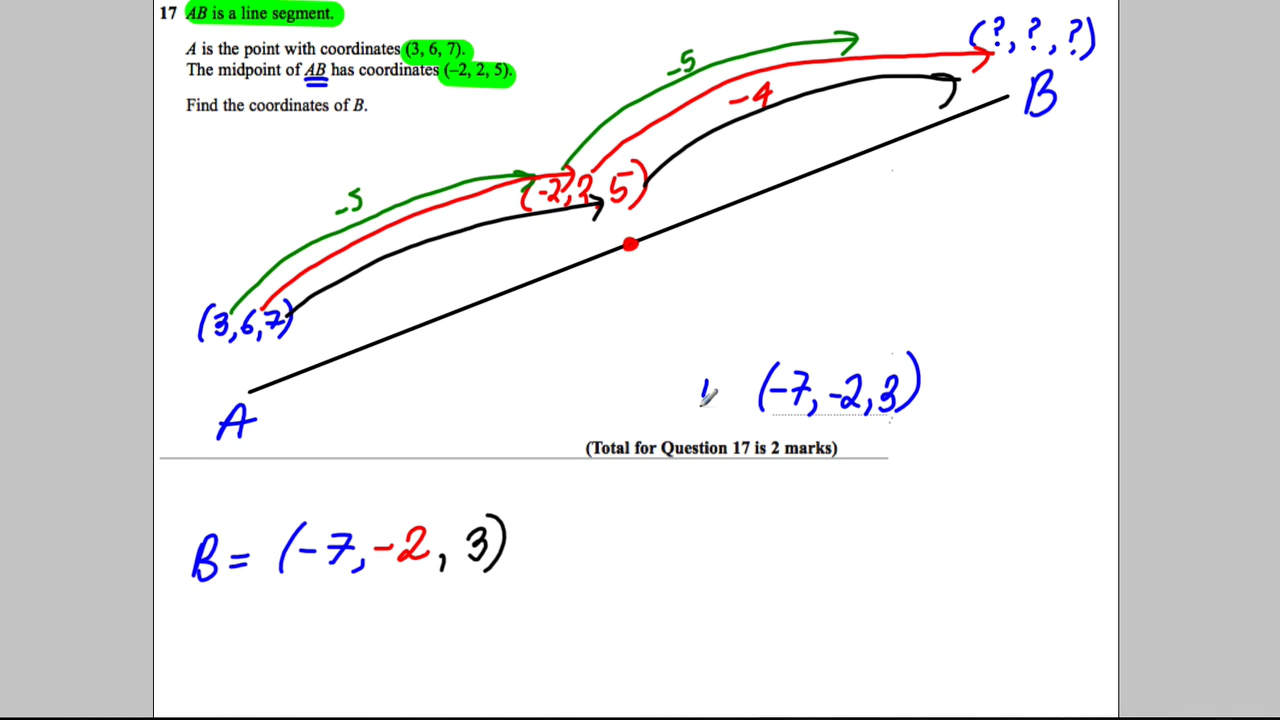 17 AB is a line segment.
A is the point with coordinates (3, 6, 7).
The midpoint of AB has coordinates (–2, 2, 5).
Find the coordinates of B.
(?, ?, ?)
B
-5
-4
(-2, 2, 5)
-5
(3,6,7)
A
(-7, -2, 3)
(Total for Question 17 is 2 marks)
B = (-7, -2, 3)